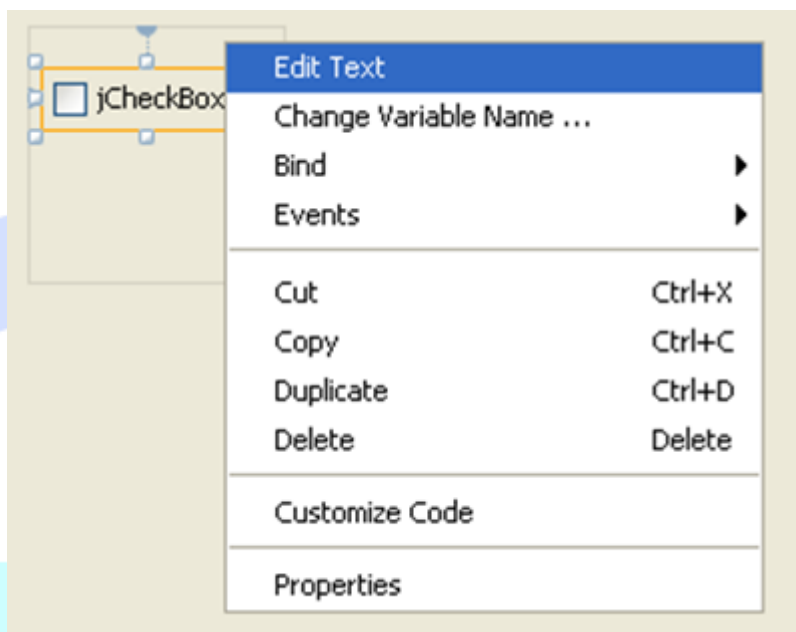 jCheckBox
Edit Text
Change Variable Name ...
Bind
Events
Cut Ctrl+X
Copy Ctrl+C
Duplicate Ctrl+D
Delete Delete
Customize Code
Properties